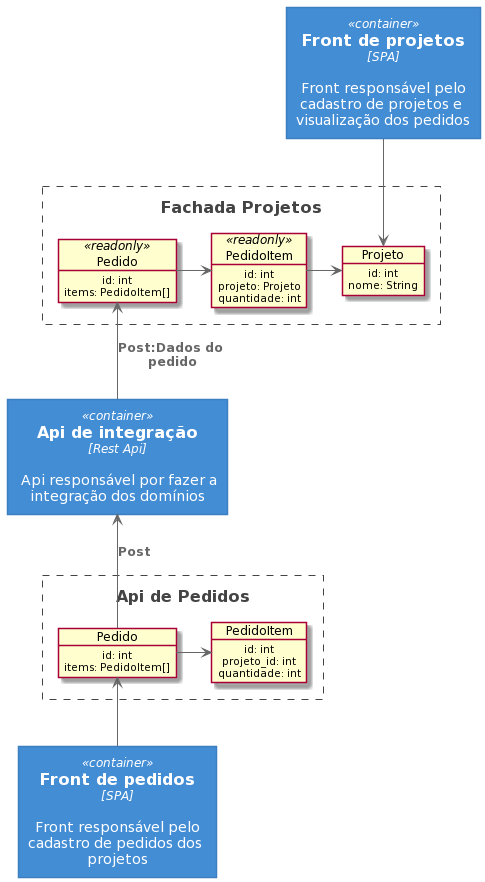 «container»
Front de projetos
[SPA]
Front responsável pelo
cadastro de projetos e
visualização dos pedidos
Fachada Projetos
«readonly»
Pedido
id: int
items: PedidoItem[]
«readonly»
PedidoItem
id: int
projeto: Projeto
quantidade: int
Projeto
id: int
nome: String
Post:Dados do
pedido
«container»
Api de integração
[Rest Api]
Api responsável por fazer a
integração dos domínios
Post
Api de Pedidos
Pedido
id: int
items: PedidoItem[]
PedidoItem
id: int
projeto_id: int
quantidade: int
«container»
Front de pedidos
[SPA]
Front responsável pelo
cadastro de pedidos dos
projetos